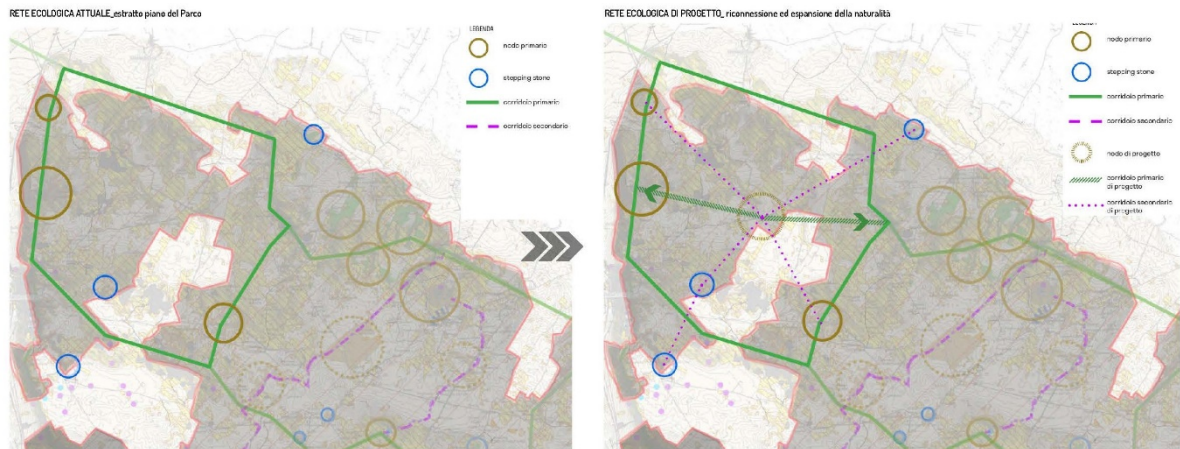 RETE ECOLOGICA ATTUALE_estratto piano del Parco
LEGENDA
nodo primario
stepping stone
corridoio primario
corridoio secondario
RETE ECOLOGICA DI PROGETTO_ riconnessione ed espansione della naturalità
LEGENDA
nodo primario
stepping stone
corridoio primario
corridoio secondario
nodo di progetto
corridoio primario
di progetto
corridoio secondario
di progetto